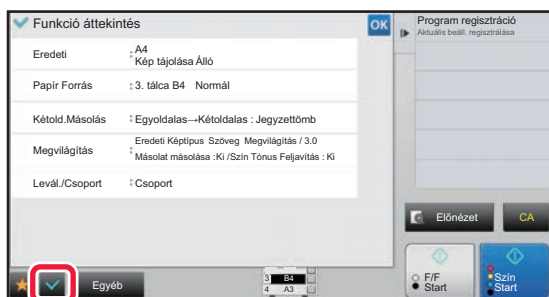 Funkció áttekintés
OK
Eredeti : A4
Kép tájolása Álló
Papír Forrás : 3. tálca B4 Normál
Kétold.Másolás : Egyoldalas→Kétoldalas : Jegyzettömb
Megvilágítás : Eredeti Képtípus Szöveg Megvilágítás / 3.0
Másolat másolása :Ki /Szín Tónus Feljavítás : Ki
Levál./Csoport : Csoport
Egyéb
3 B4
4 A3
Program regisztráció
Aktuális beáll. regisztrálása
Előnézet
CA
F/F
Start
Szín
Start